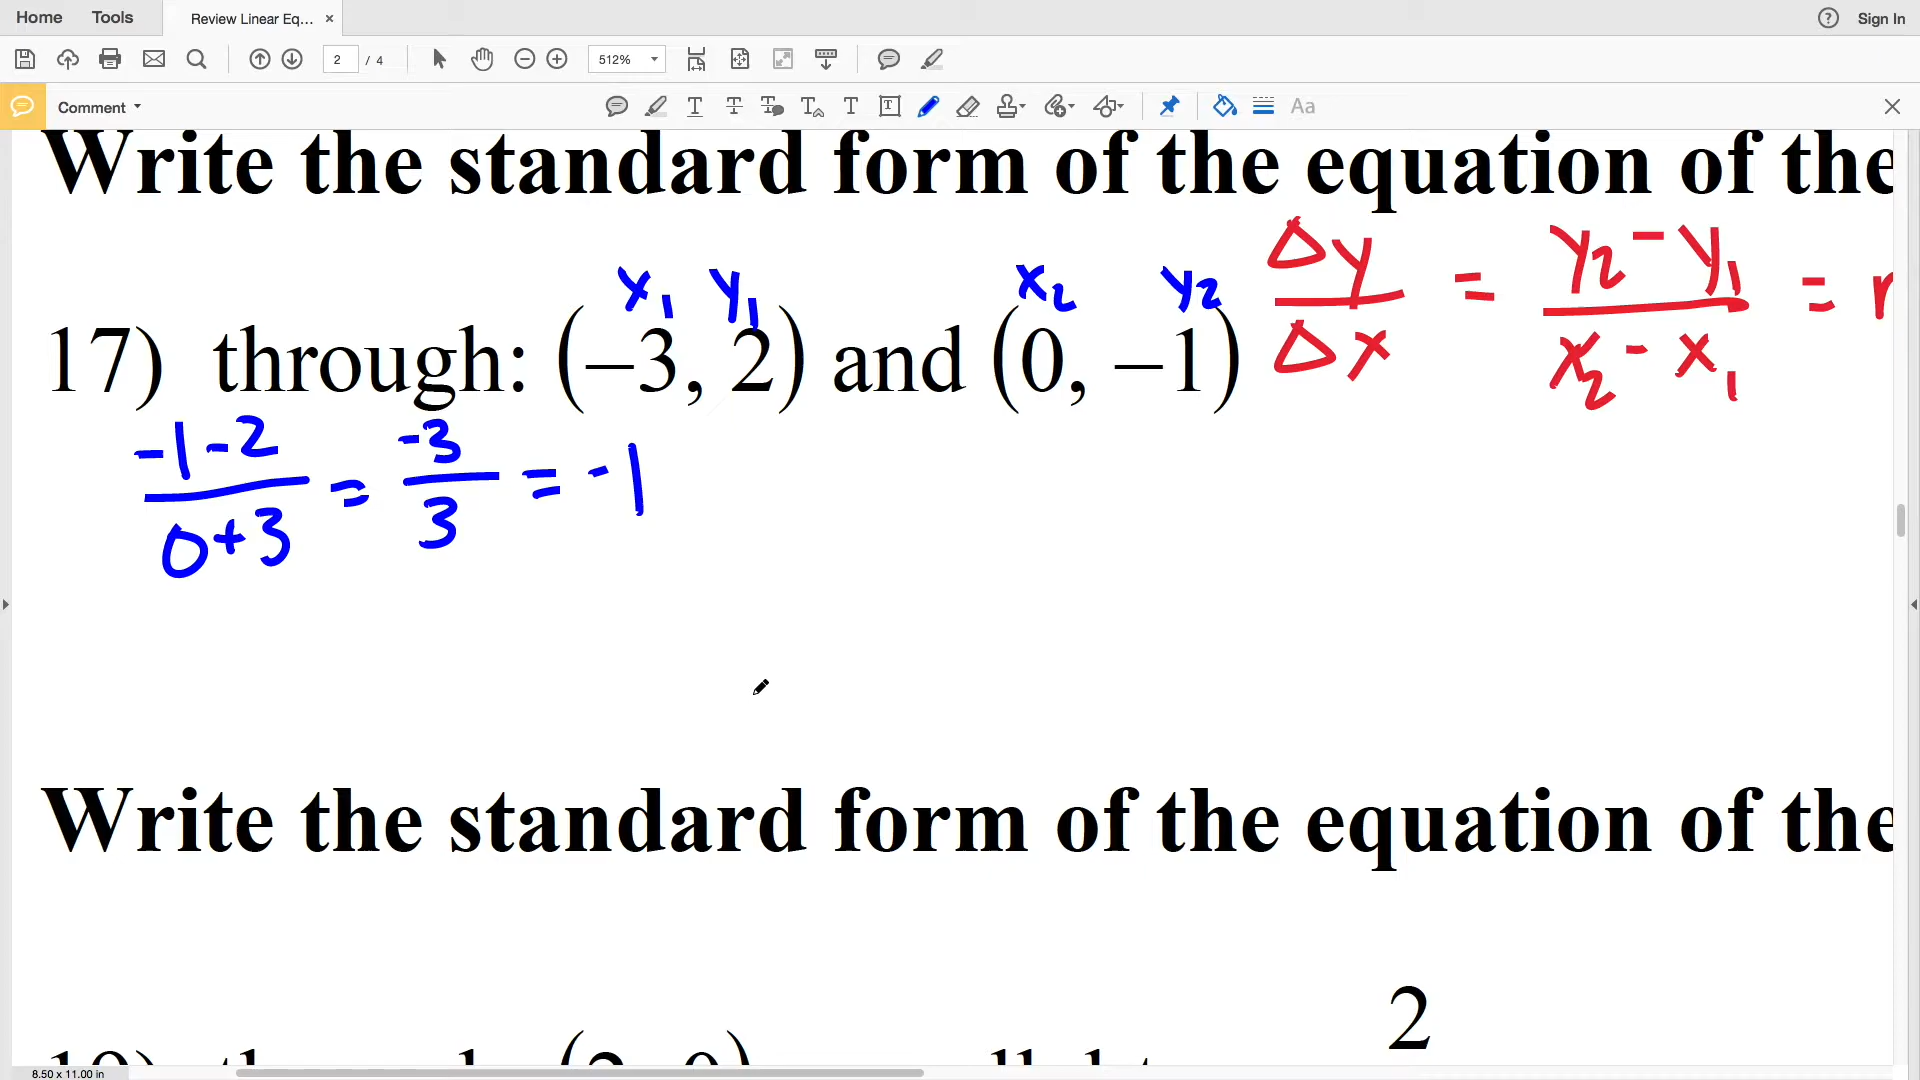 Home Tools Review Linear Eq... × Sign In
2 / 4 512%
Comment Aa
Write the standard form of the equation of the
17) through: (−3, 2) and (0, −1)
x₁ y₁ x₂ y₂
Δy/Δx = (y₂ - y₁)/(x₂ - x₁) =
(-1-2)/(0+3) = -3/3 = -1
Write the standard form of the equation of the
2
8.50 x 11.00 in